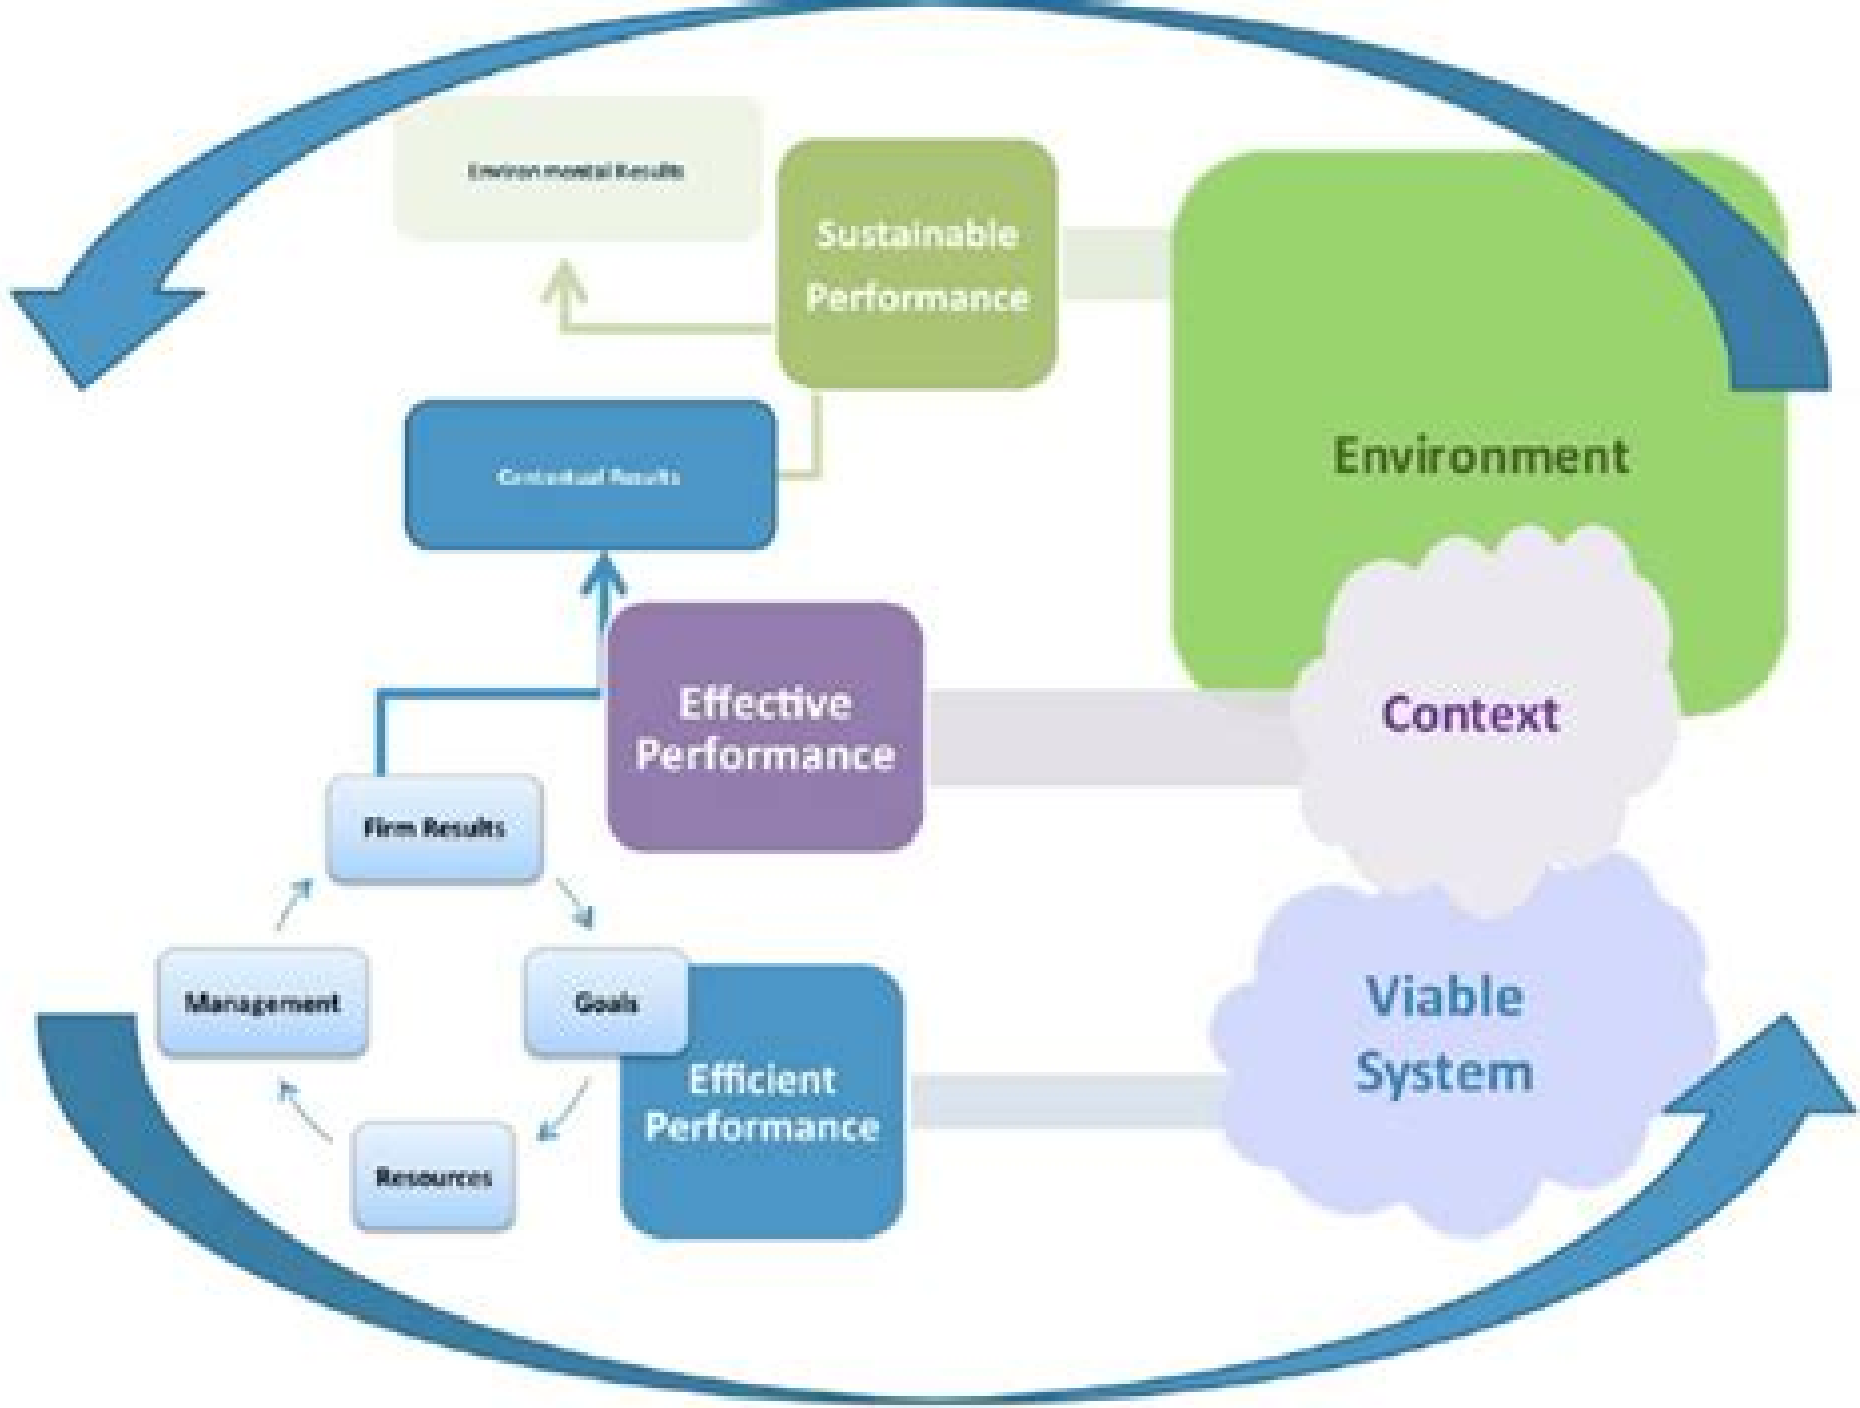 Environmental Results
Sustainable
Performance
Environment
Contextual Results
Effective
Performance
Context
Firm Results
Management
Goals
Viable
System
Efficient
Performance
Resources